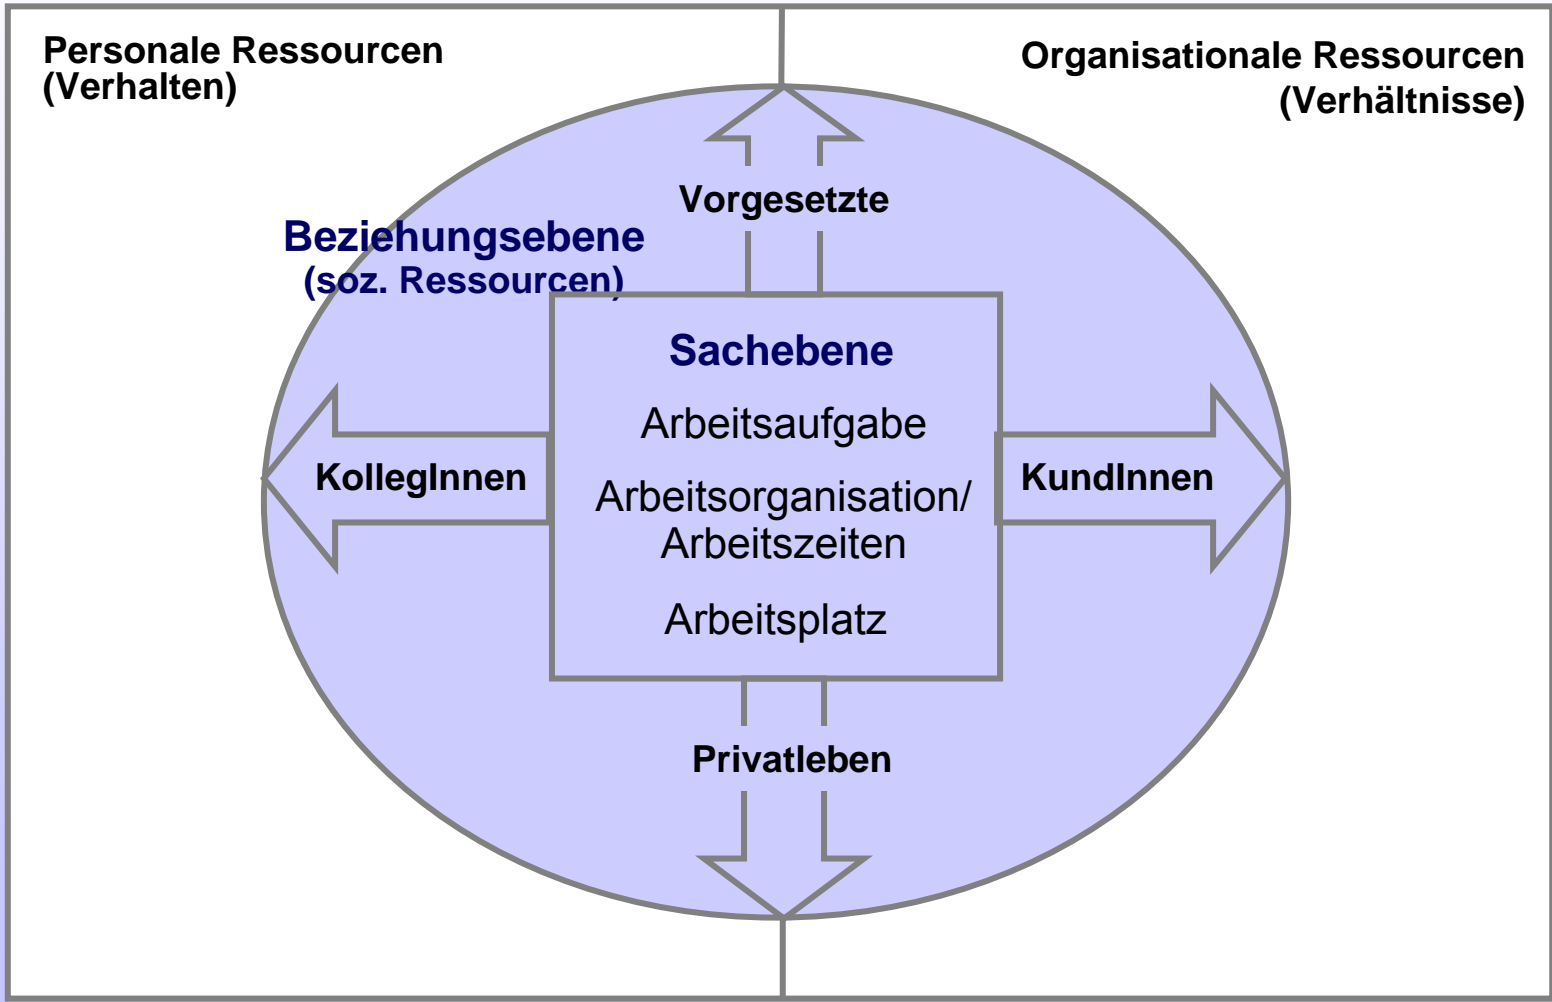 Personale Ressourcen
(Verhalten)
Organisationale Ressourcen
(Verhältnisse)
Vorgesetzte
Beziehungsebene
(soz. Ressourcen)
Sachebene
Arbeitsaufgabe
KollegInnen
KundInnen
Arbeitsorganisation/
Arbeitszeiten
Arbeitsplatz
Privatleben